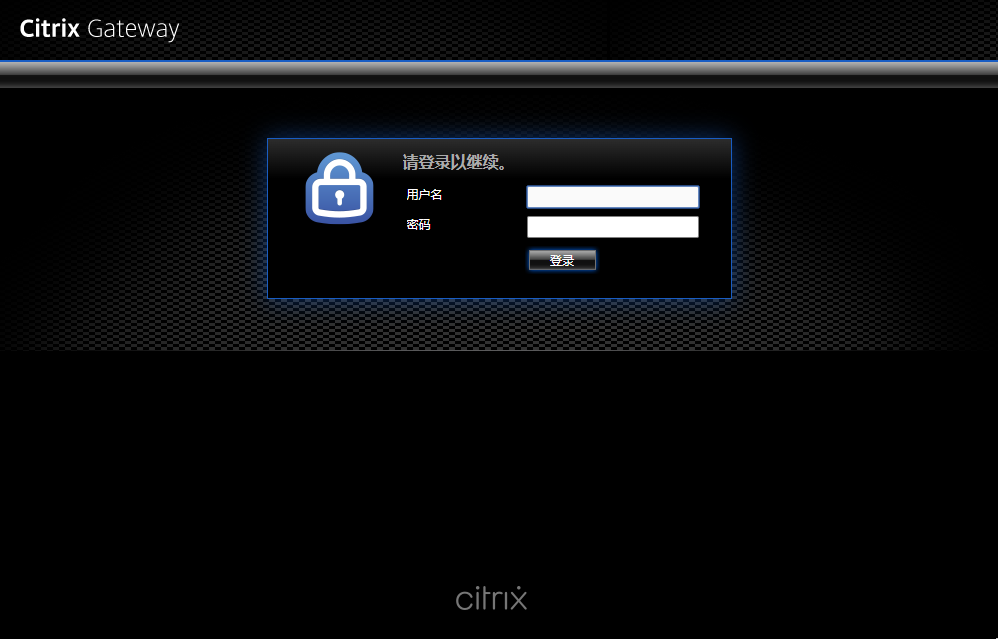 Citrix Gateway
请登录以继续。
用户名
密码
登录
citrix